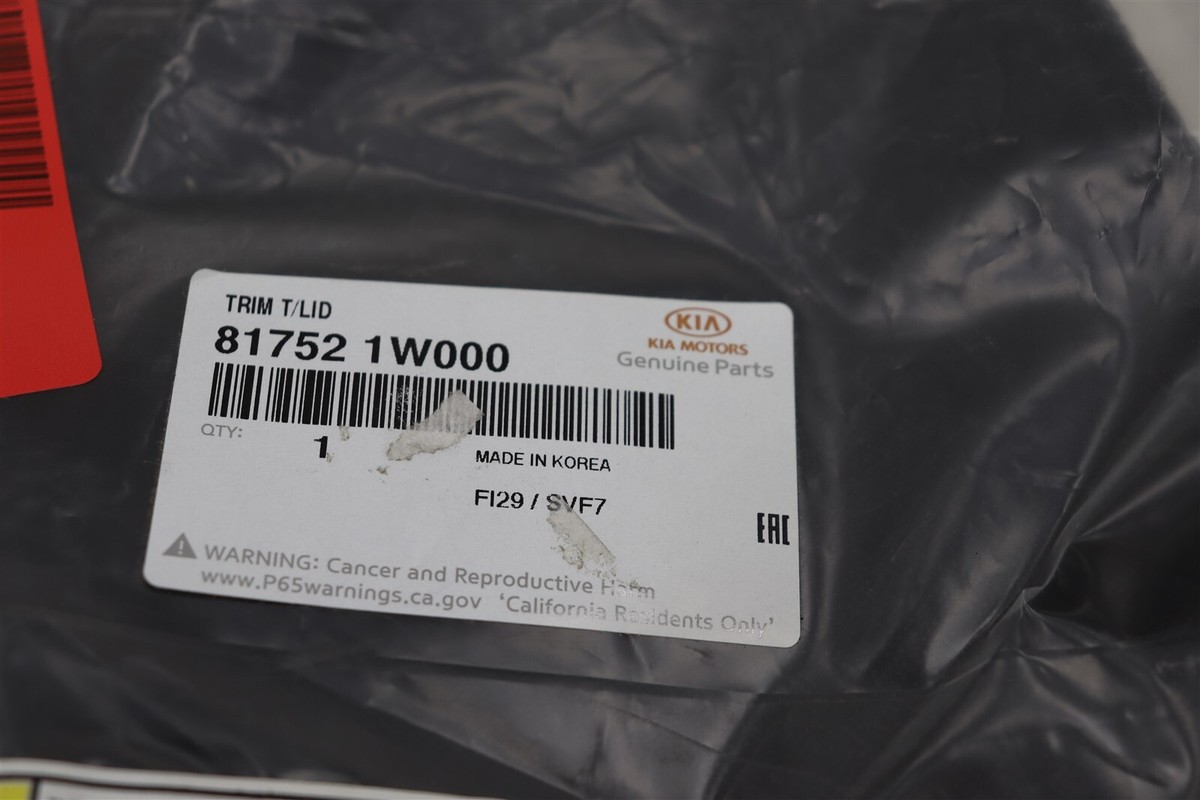 TRIM T/LID
81752 1W000
KIA
KIA MOTORS
Genuine Parts
QTY: 1
MADE IN KOREA
FI29 / SVF7
EAC
WARNING: Cancer and Reproductive Harm
www.P65warnings.ca.gov 'California Residents Only'